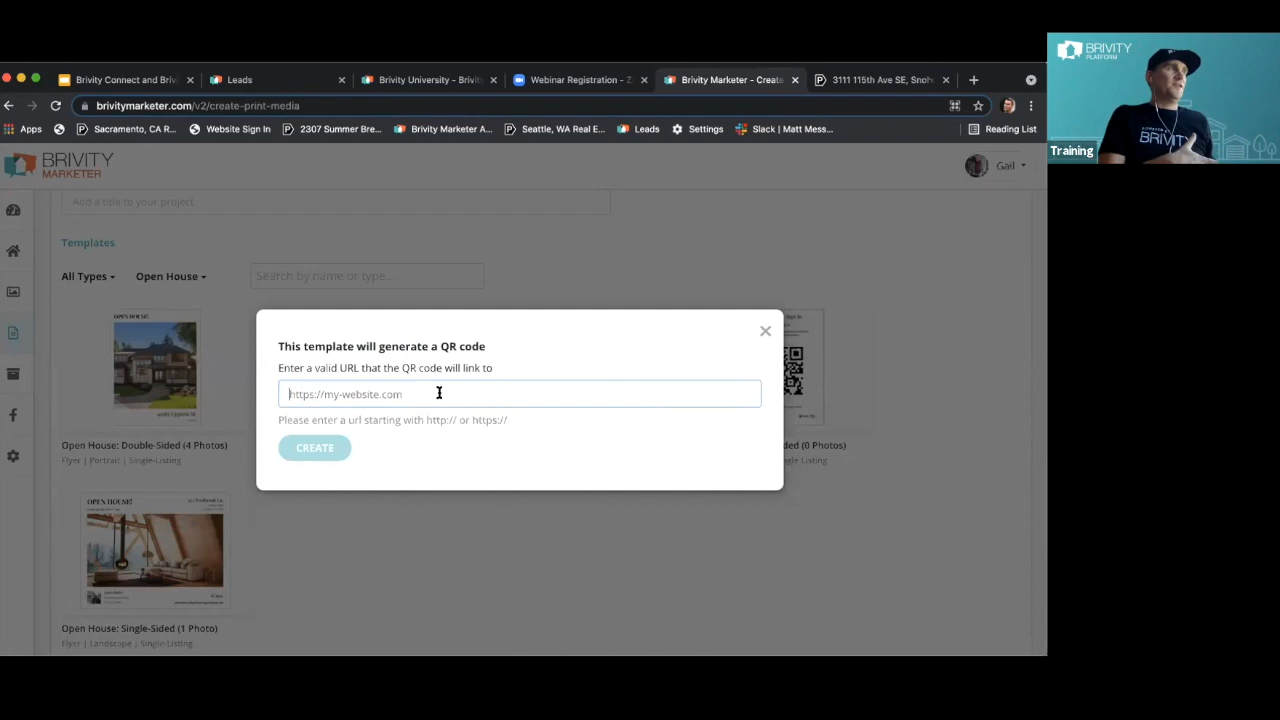 BRIVITY
PLATFORM
Brivity Connect and Briv
Leads
Brivity University - Brivit
Webinar Registration - Z
Brivity Marketer - Create
3111 115th Ave SE, Snoh
brivitymarketer.com/v2/create-print-media
Apps
Sacramento, CA R...
Website Sign In
2307 Summer Bre...
Brivity Marketer A...
Seattle, WA Real E...
Leads
Settings
Slack | Matt Mess...
Reading List
BRIVITY
Training
BRIVITY
MARKETER
Gail
Add a title to your project
Templates
All Types
Open House
Search by name or type...
OPEN HOUSE!
This template will generate a QR code
Enter a valid URL that the QR code will link to
https://my-website.com
Please enter a url starting with http:// or https://
CREATE
Open House: Double-Sided (4 Photos)
Flyer | Portrait | Single-Listing
(0 Photos)
Listing
OPEN HOUSE!
Open House: Single-Sided (1 Photo)
Flyer | Landscape | Single-Listing